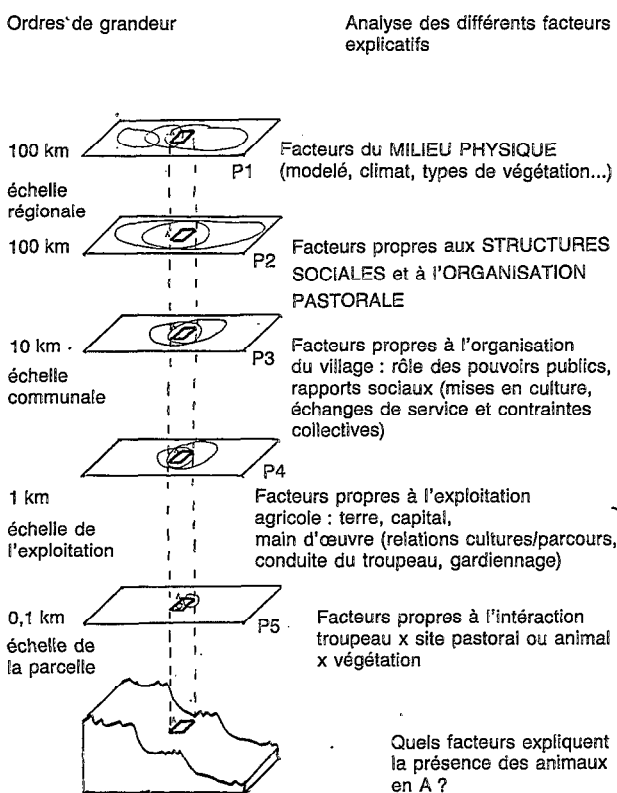 Ordres de grandeur
Analyse des différents facteurs
explicatifs
100 km
P1
Facteurs du MILIEU PHYSIQUE
(modelé, climat, types de végétation...)
échelle
régionale
100 km
P2
Facteurs propres aux STRUCTURES
SOCIALES et à l'ORGANISATION
PASTORALE
10 km
P3
échelle
communale
Facteurs propres à l'organisation
du village : rôle des pouvoirs publics,
rapports sociaux (mises en culture,
échanges de service et contraintes
collectives)
P4
1 km
échelle de
l'exploitation
Facteurs propres à l'exploitation
agricole : terre, capital,
main d'œuvre (relations cultures/parcours,
conduite du troupeau, gardiennage)
0,1 km
P5
échelle de
la parcelle
Facteurs propres à l'intéraction
troupeau x site pastoral ou animal
x végétation
A
Quels facteurs expliquent
la présence des animaux
en A ?